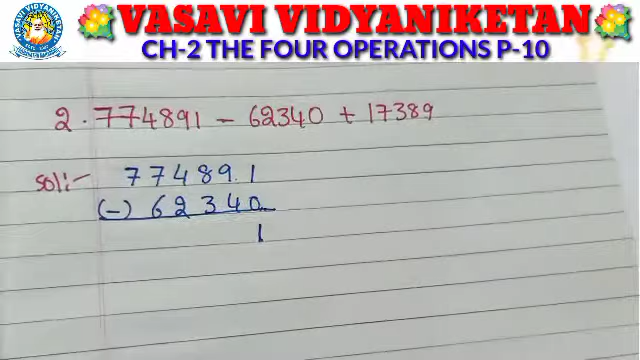 VASAVI VIDYANIKETAN
CH-2 THE FOUR OPERATIONS P-10
2. 774891 - 62340 + 17389
Sol:- 774891
(-) 62340
1